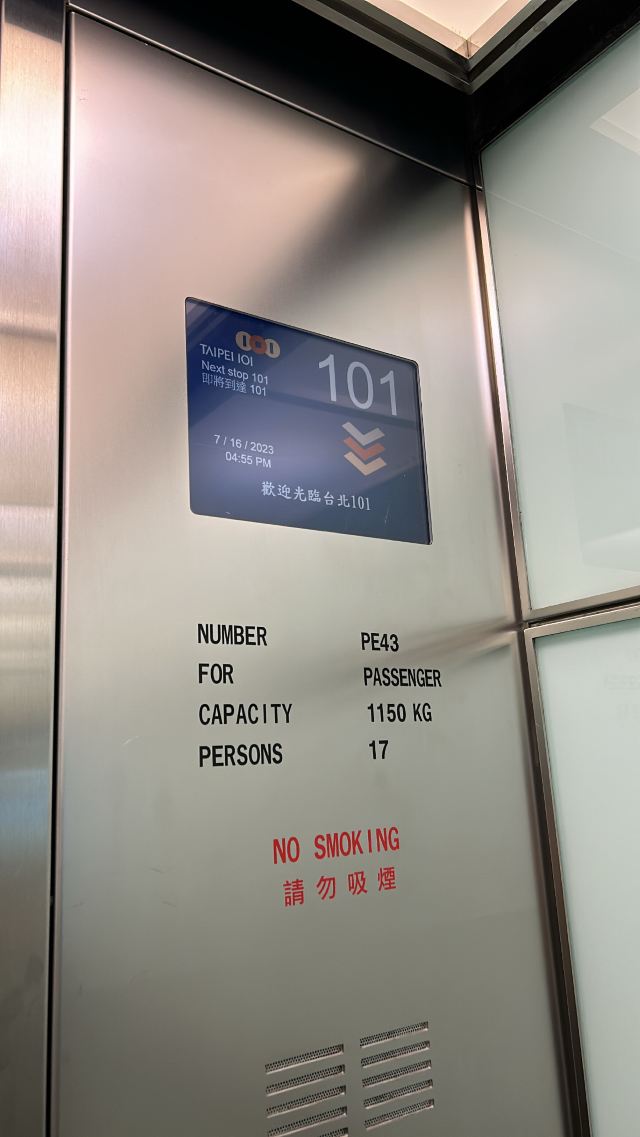 101
TAIPEI 101
Next stop 101
即將到達 101
101
7 / 16 / 2023
04:55 PM
歡迎光臨台北101
NUMBER PE43
FOR PASSENGER
CAPACITY 1150 KG
PERSONS 17
NO SMOKING
請勿吸煙